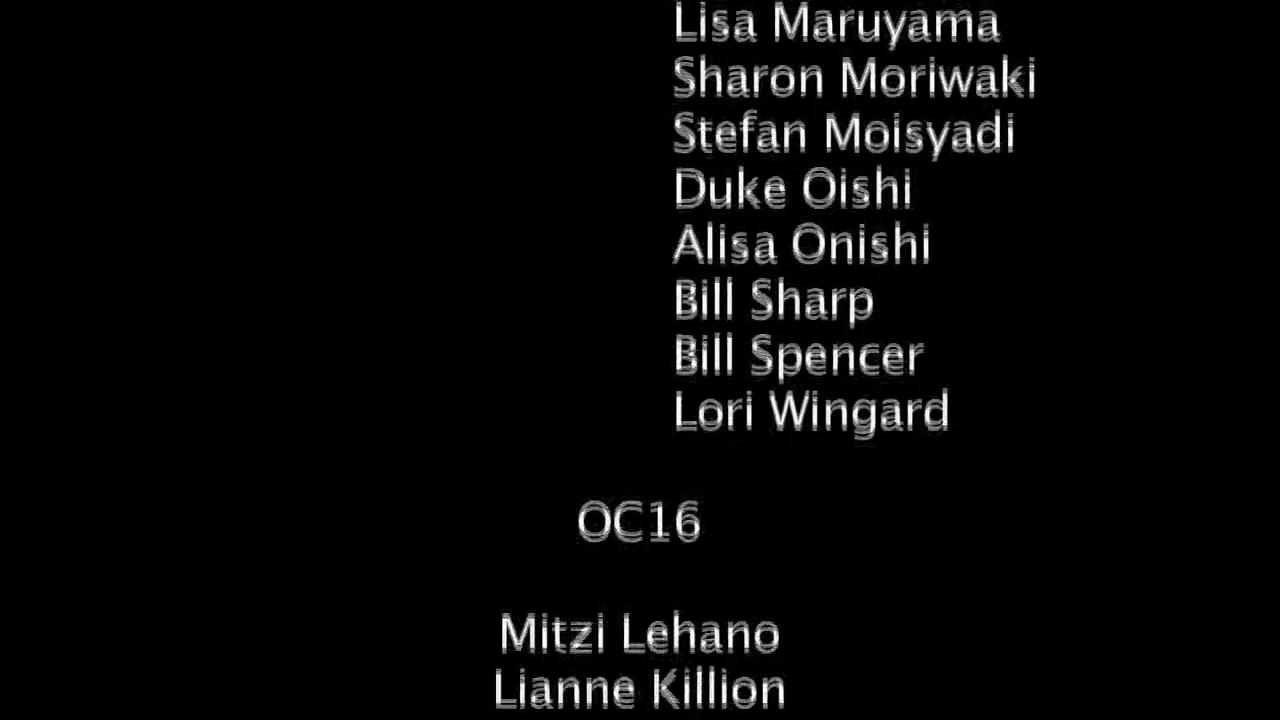 Lisa Maruyama
Sharon Moriwaki
Stefan Moisyadi
Duke Oishi
Alisa Onishi
Bill Sharp
Bill Spencer
Lori Wingard
OC16
Mitzi Lehano
Lianne Killion